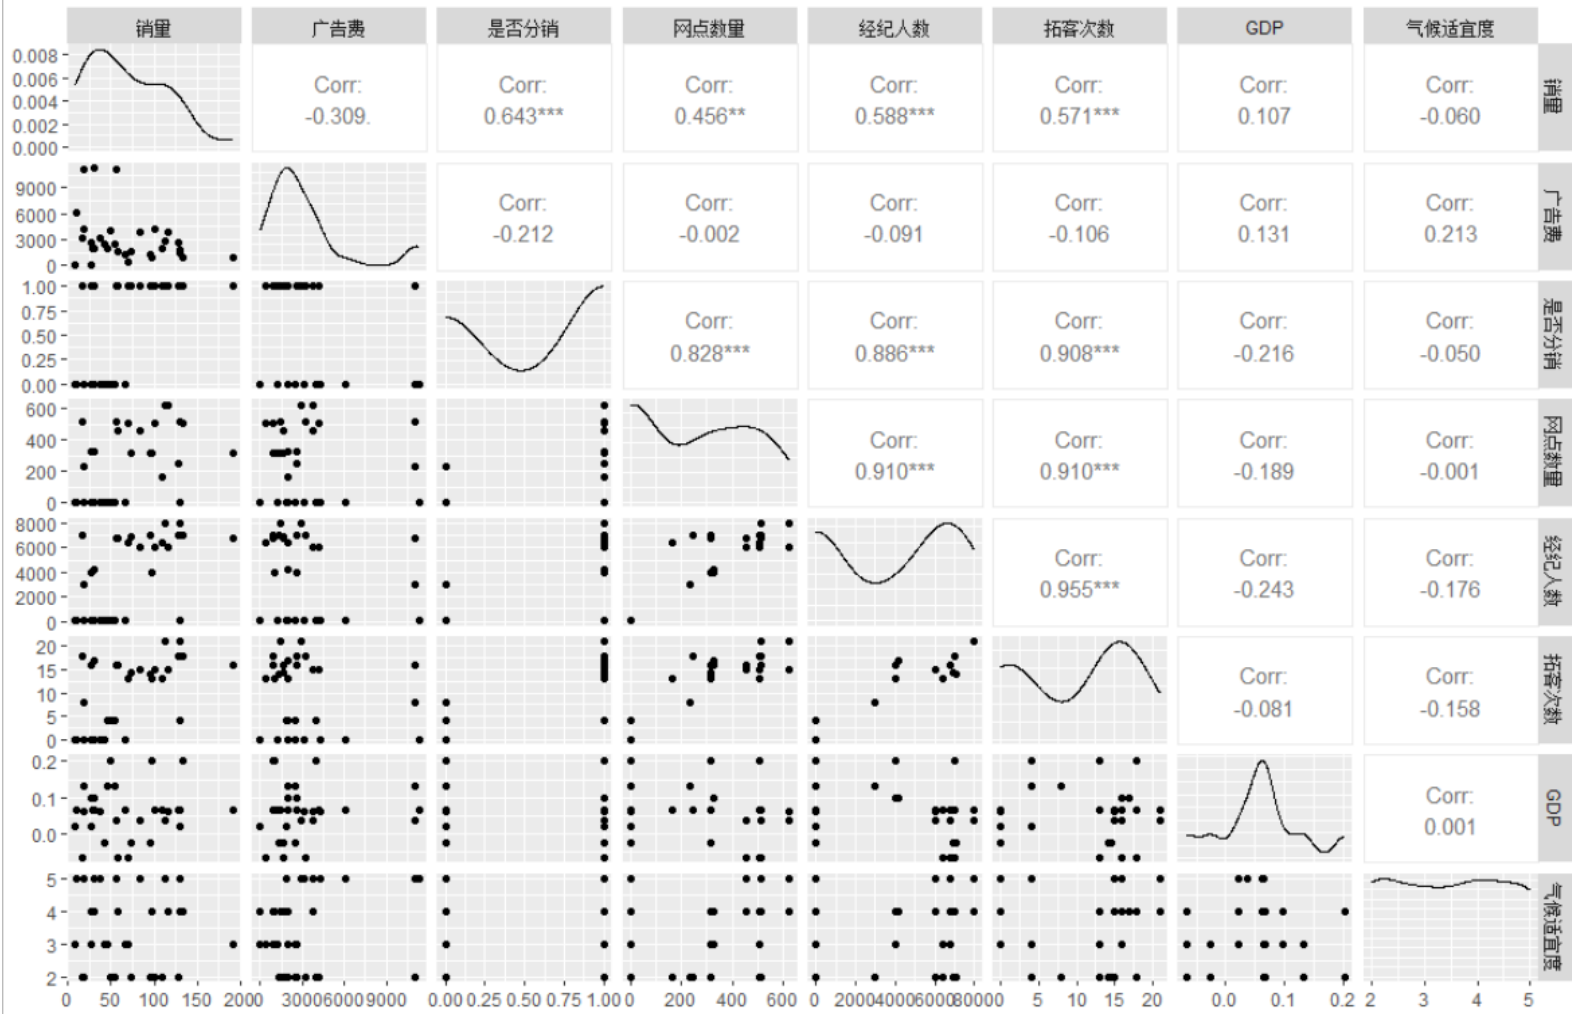 销量 广告费 是否分销 网点数量 经纪人数 拓客次数 GDP 气候适宜度
0.008
0.006
0.004
0.002
0.000
Corr: Corr: Corr: Corr: Corr: Corr: Corr:
-0.309. 0.643*** 0.456** 0.588*** 0.571*** 0.107 -0.060
销量
9000
6000
3000
0
Corr: Corr: Corr: Corr: Corr: Corr:
-0.212 -0.002 -0.091 -0.106 0.131 0.213
广告费
1.00
0.75
0.50
0.25
0.00
Corr: Corr: Corr: Corr: Corr:
0.828*** 0.886*** 0.908*** -0.216 -0.050
是否分销
600
400
200
0
Corr: Corr: Corr: Corr:
0.910*** 0.910*** -0.189 -0.001
网点数量
8000
6000
4000
2000
0
Corr: Corr: Corr:
0.955*** -0.243 -0.176
经纪人数
20
15
10
5
0
Corr: Corr:
-0.081 -0.158
拓客次数
0.2
0.1
0.0
Corr:
0.001
GDP
5
4
3
2
气候适宜度
0 50 100 150 200 0 3000 6000 9000 0.00 0.25 0.50 0.75 1.00 0 200 400 600 0 2000 4000 6000 8000 0 5 10 15 20 0.0 0.1 0.2 2 3 4 5